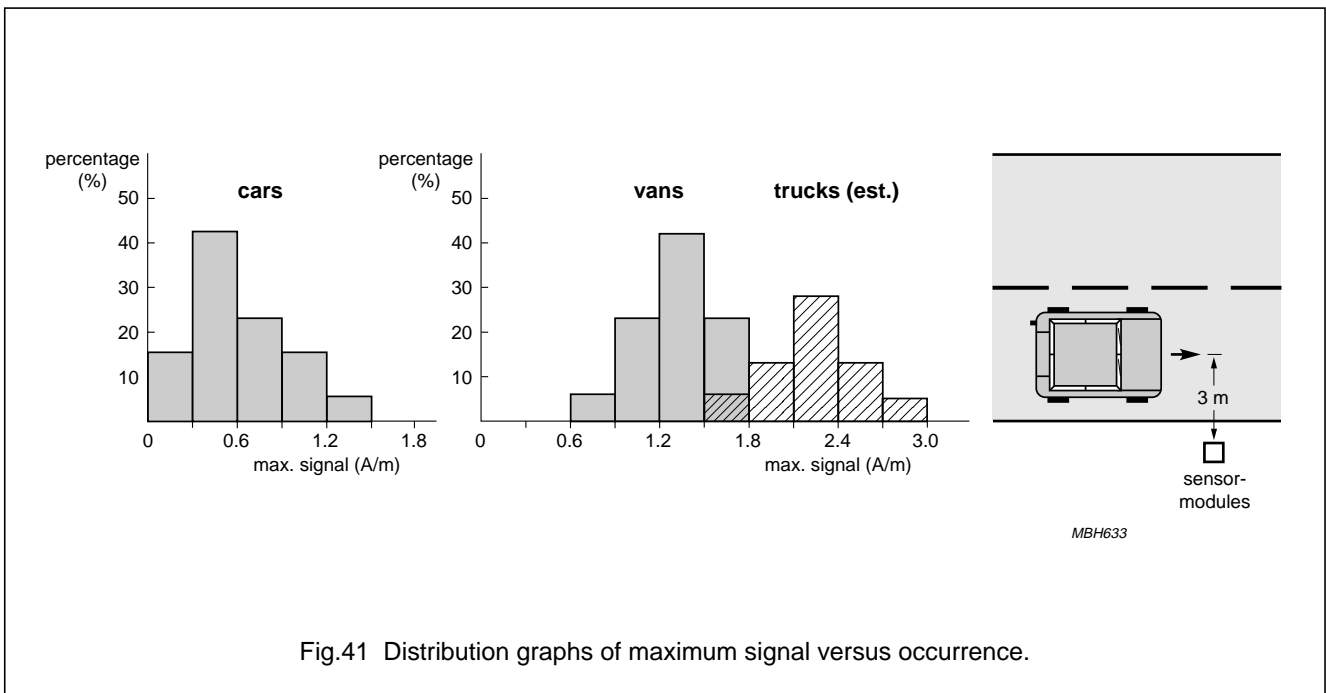 percentage
(%)
cars
50
40
30
20
10
0
0.6
1.2
1.8
max. signal (A/m)
percentage
(%)
vans
trucks (est.)
50
40
30
20
10
0
0.6
1.2
1.8
2.4
3.0
max. signal (A/m)
3 m
sensor-
modules
MBH633
Fig.41 Distribution graphs of maximum signal versus occurrence.